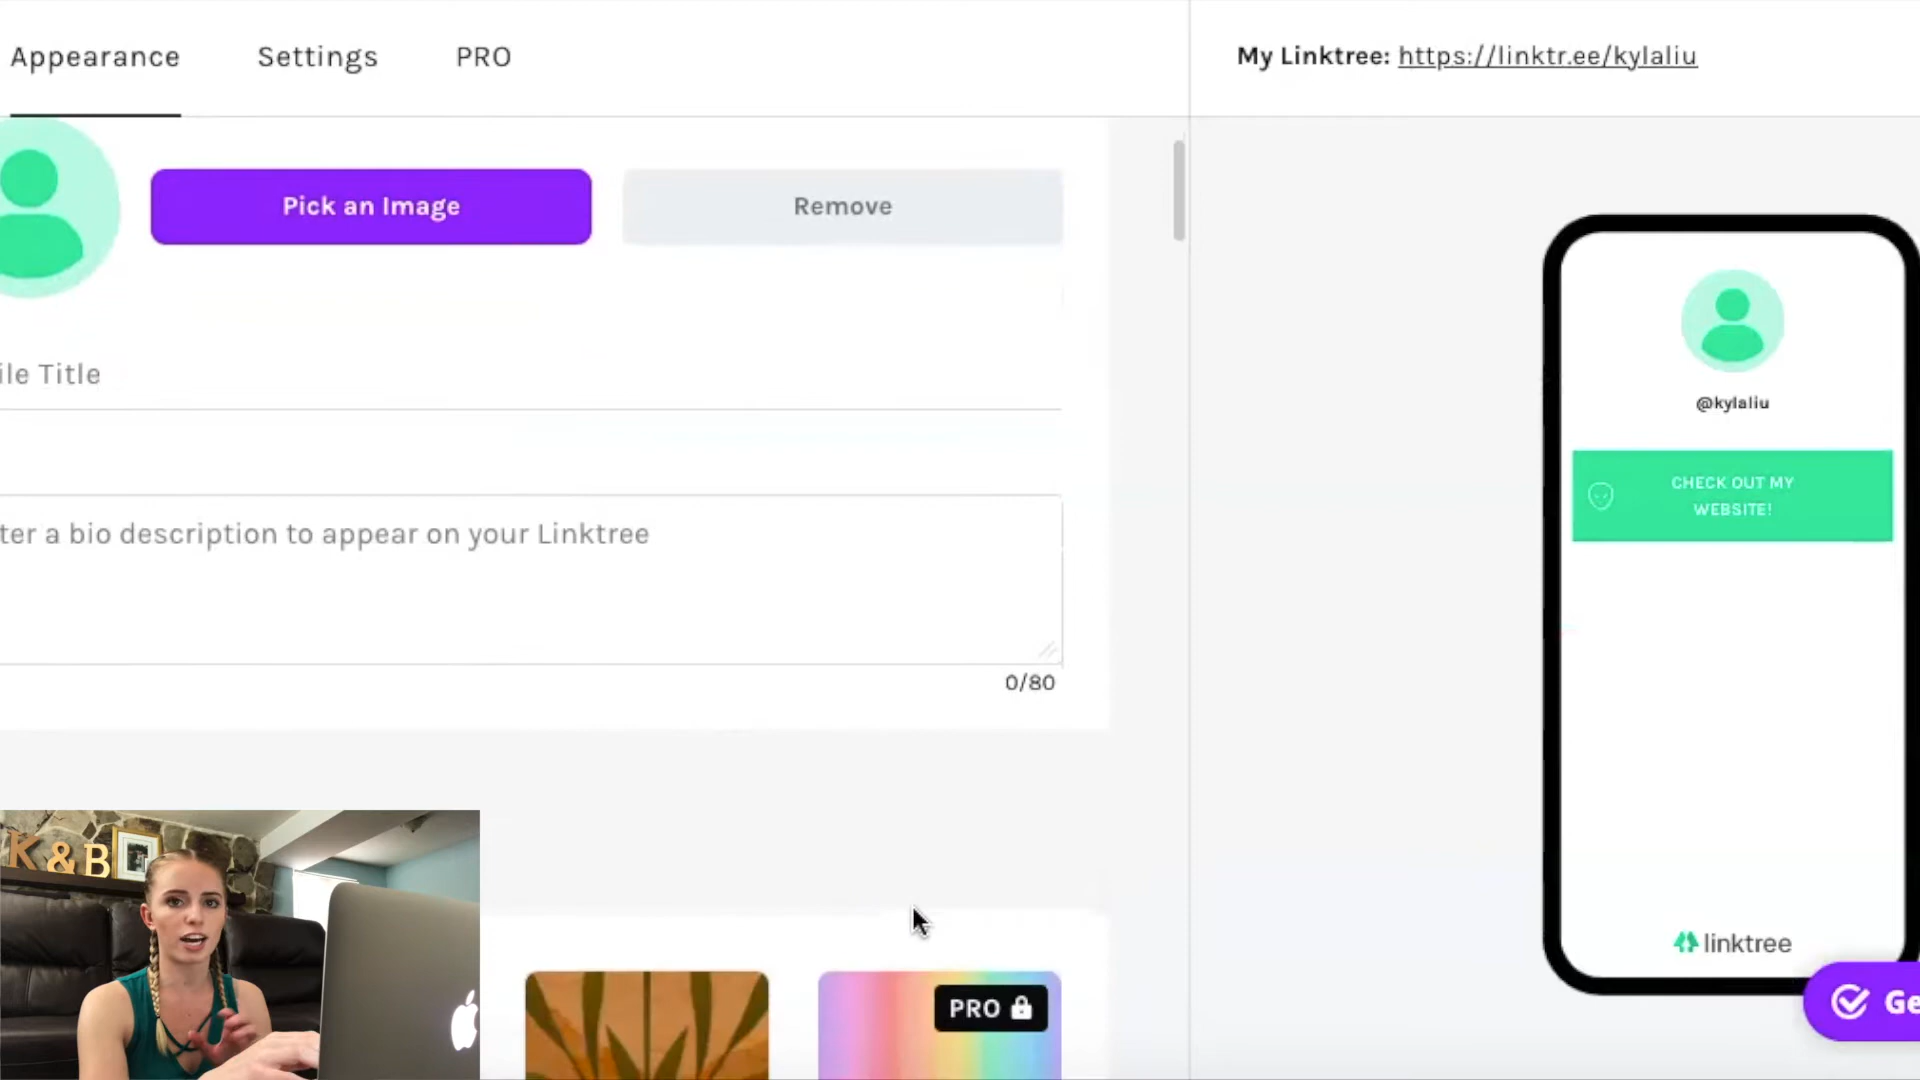 Appearance
Settings
PRO
My Linktree: https://linktr.ee/kylaliu
Pick an Image
Remove
ile Title
ter a bio description to appear on your Linktree
0/80
@kylaliu
CHECK OUT MY
WEBSITE!
linktree
Ge
K & B
PRO